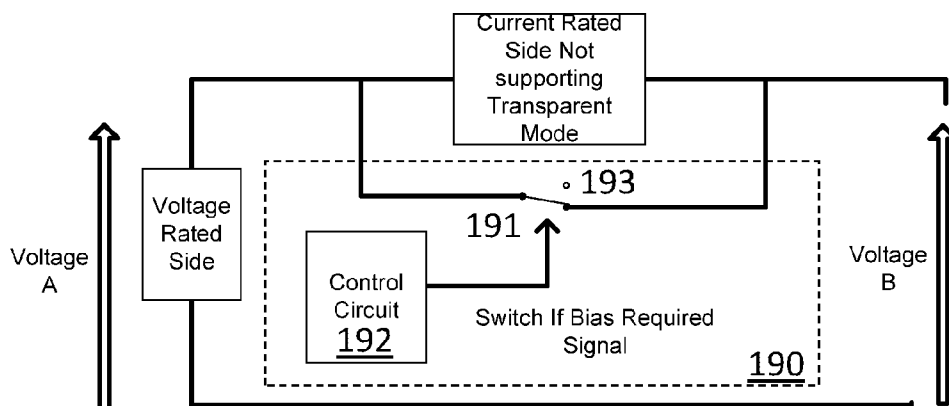 Current Rated
Side Not
supporting
Transparent
Mode
193
191
Voltage
Rated
Side
Voltage
A
Voltage
B
Control
Circuit
192
Switch If Bias Required
Signal
190